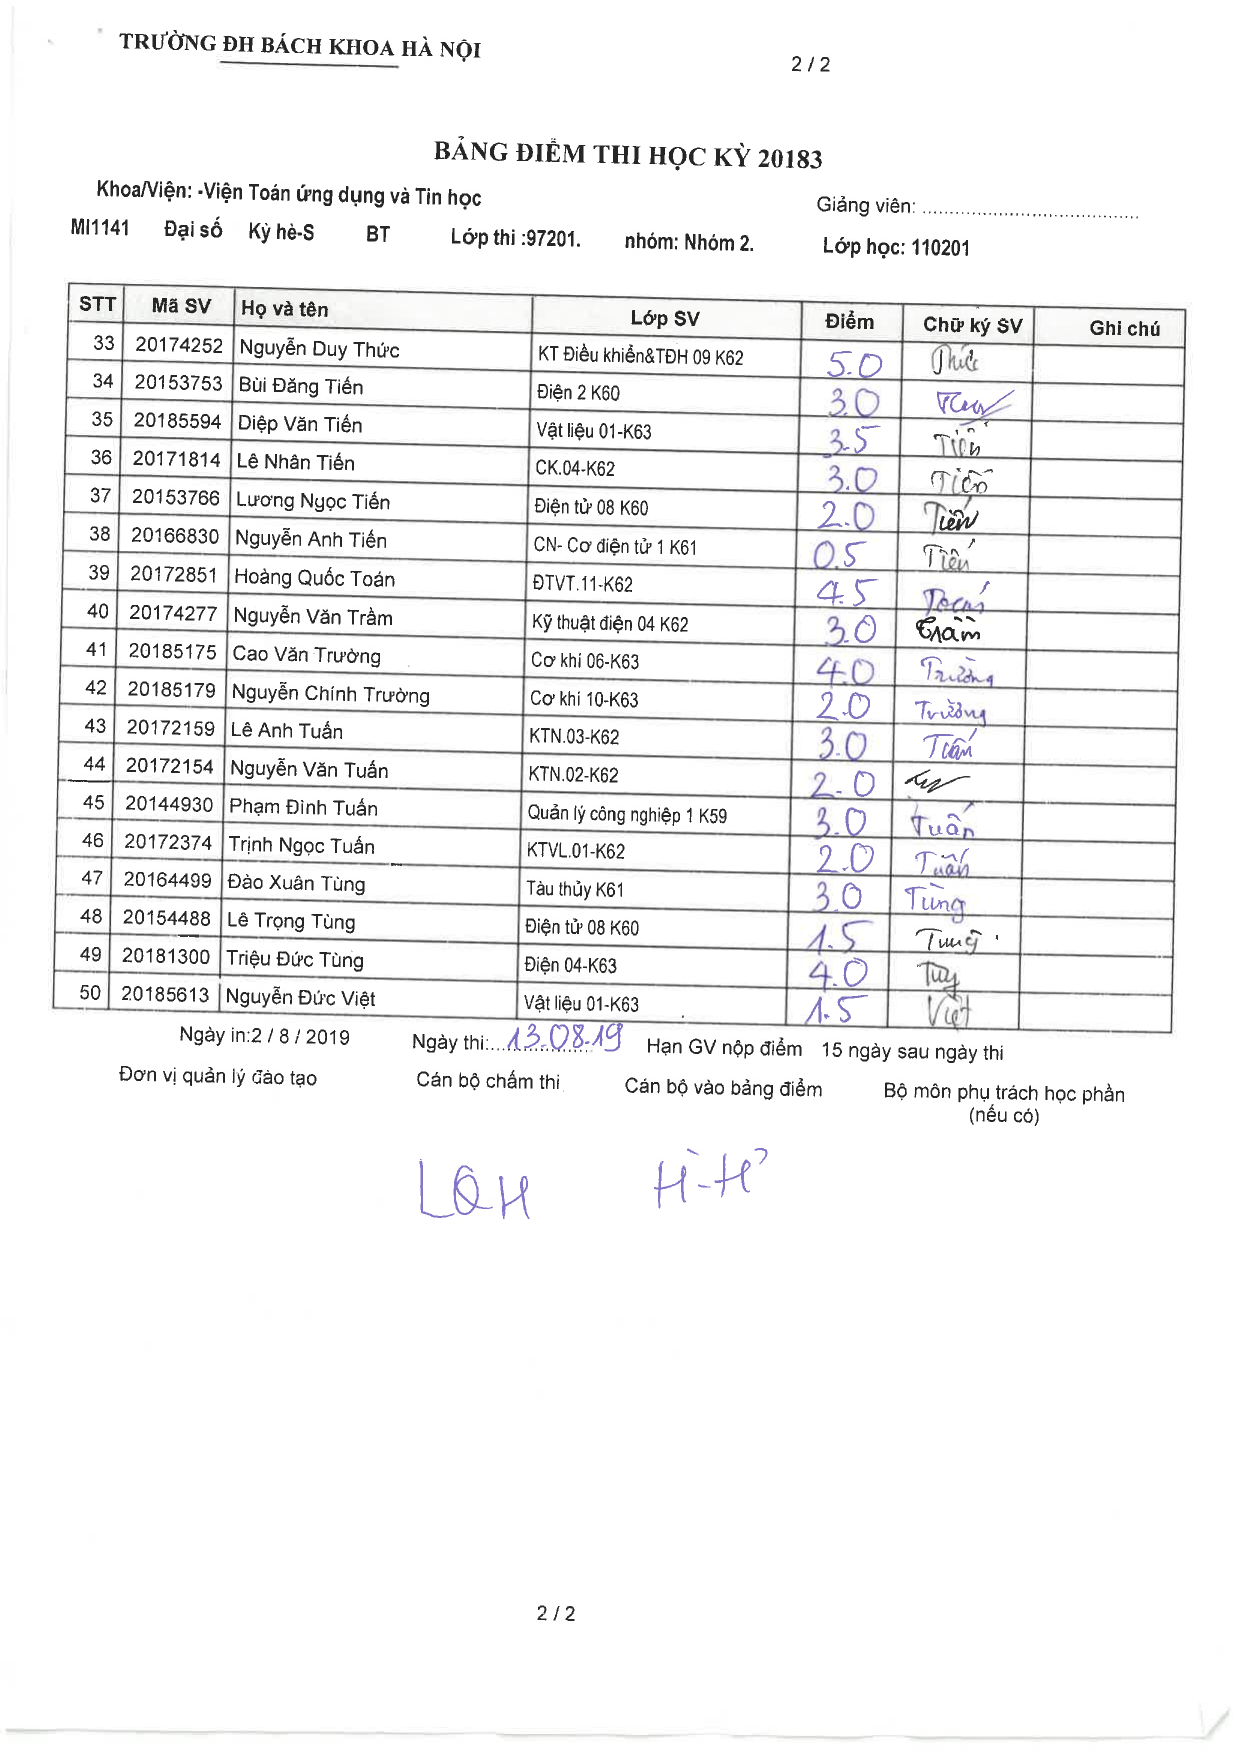 TRƯỜNG ĐH BÁCH KHOA HÀ NỘI
2 / 2
BẢNG ĐIỂM THI HỌC KỲ 20183
Khoa/Viện: -Viện Toán ứng dụng và Tin học Giảng viên: ........................................
MI1141 Đại số Kỳ hè-S BT Lớp thi :97201. nhóm: Nhóm 2. Lớp học: 110201
STT Mã SV Họ và tên Lớp SV Điểm Chữ ký SV Ghi chú
33 20174252 Nguyễn Duy Thức KT Điều khiển&TĐH 09 K62 5.0 Thức
34 20153753 Bùi Đăng Tiến Điện 2 K60 3.0
35 20185594 Diệp Văn Tiến Vật liệu 01-K63 3.5 Tiến
36 20171814 Lê Nhân Tiến CK.04-K62 3.0 Tiến
37 20153766 Lương Ngọc Tiến Điện tử 08 K60 2.0 Tiến
38 20166830 Nguyễn Anh Tiến CN- Cơ điện tử 1 K61 0.5 Tiến
39 20172851 Hoàng Quốc Toán ĐTVT.11-K62 4.5 Toán
40 20174277 Nguyễn Văn Trầm Kỹ thuật điện 04 K62 3.0 Trầm
41 20185175 Cao Văn Trường Cơ khí 06-K63 4.0 Trường
42 20185179 Nguyễn Chính Trường Cơ khí 10-K63 2.0 Trường
43 20172159 Lê Anh Tuấn KTN.03-K62 3.0 Tuấn
44 20172154 Nguyễn Văn Tuấn KTN.02-K62 2.0
45 20144930 Phạm Đình Tuấn Quản lý công nghiệp 1 K59 3.0 Tuấn
46 20172374 Trịnh Ngọc Tuấn KTVL.01-K62 2.0 Tuấn
47 20164499 Đào Xuân Tùng Tàu thủy K61 3.0 Tùng
48 20154488 Lê Trọng Tùng Điện tử 08 K60 1.5 Tùng
49 20181300 Triệu Đức Tùng Điện 04-K63 4.0
50 20185613 Nguyễn Đức Việt Vật liệu 01-K63 1.5 Việt
Ngày in:2 / 8 / 2019 Ngày thi:...13.08.19 Hạn GV nộp điểm 15 ngày sau ngày thi
Đơn vị quản lý đào tạo Cán bộ chấm thi Cán bộ vào bảng điểm Bộ môn phụ trách học phần
(nếu có)
LQH
2 / 2